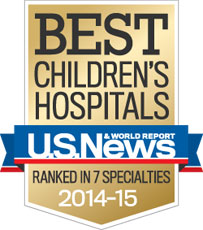 BEST
CHILDREN'S
HOSPITALS
U.S.News
& WORLD REPORT
RANKED IN 7 SPECIALTIES
2014-15